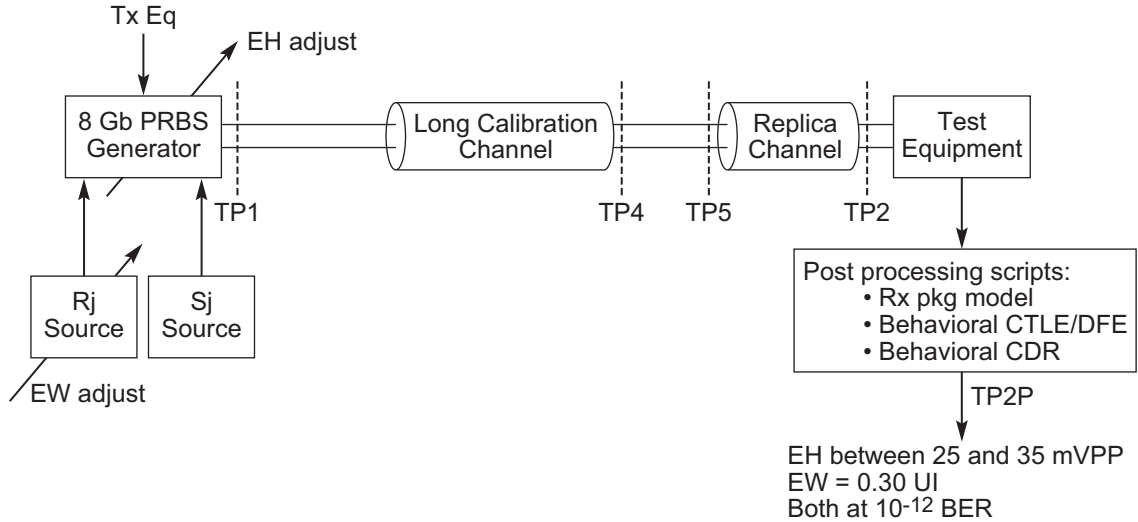 Tx Eq
EH adjust
8 Gb PRBS
Generator
Long Calibration
Channel
Replica
Channel
Test
Equipment
TP1
TP4
TP5
TP2
Rj
Source
Sj
Source
EW adjust
Post processing scripts:
• Rx pkg model
• Behavioral CTLE/DFE
• Behavioral CDR
TP2P
EH between 25 and 35 mVPP
EW = 0.30 UI
Both at 10-12 BER